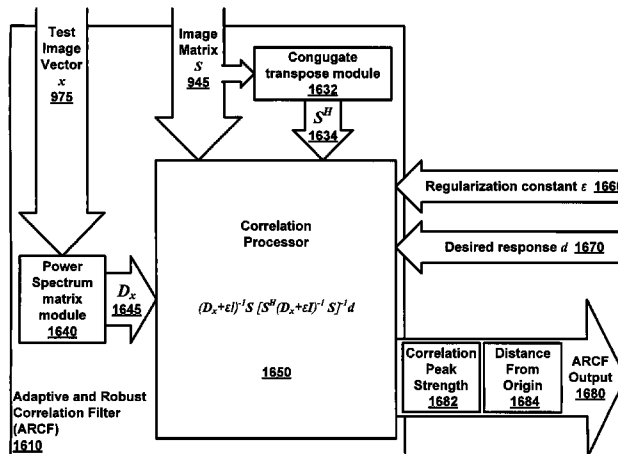 Test
Image
Vector
x
975
Image
Matrix
S
945
Congugate
transpose module
1632
S^H
1634
Regularization constant ε 1660
Desired response d 1670
Correlation
Processor
(D_x+εI)^-1 S [S^H(D_x+εI)^-1 S]^-1 d
1650
Power
Spectrum
matrix
module
1640
D_x
1645
Correlation
Peak
Strength
1682
Distance
From
Origin
1684
ARCF
Output
1680
Adaptive and Robust
Correlation Filter
(ARCF)
1610